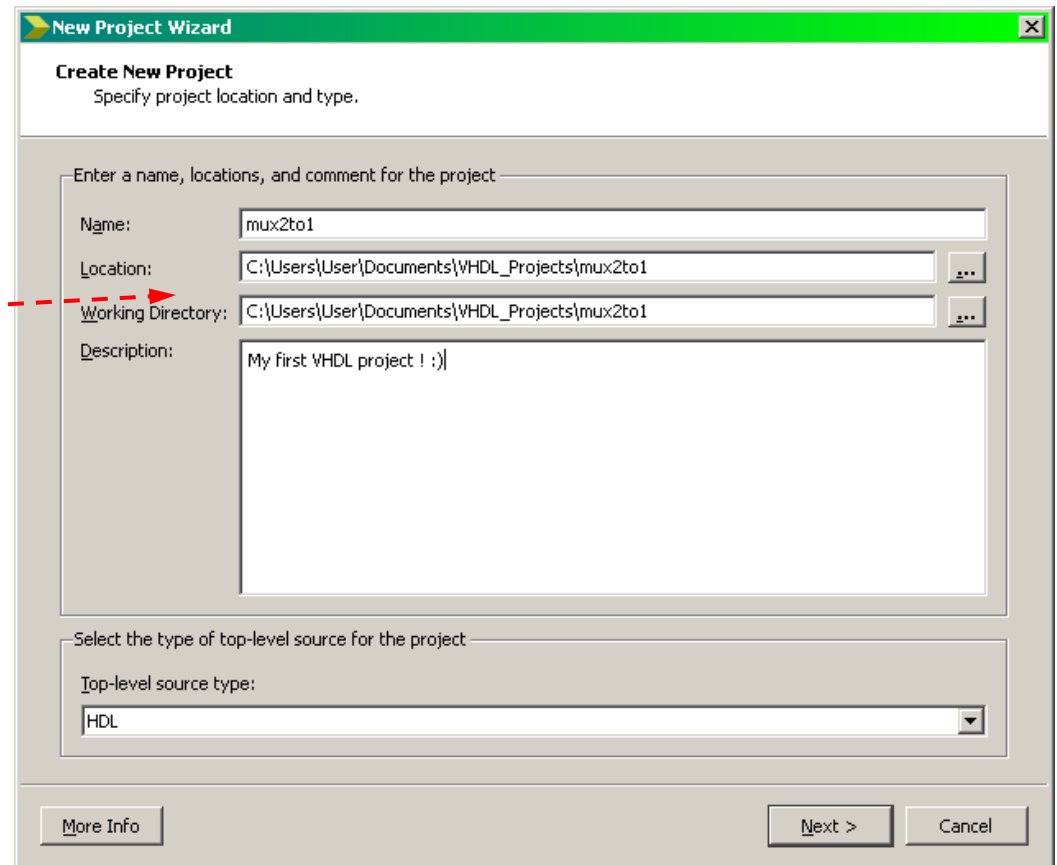 New Project Wizard
Create New Project
Specify project location and type.
Enter a name, locations, and comment for the project
Name:
mux2to1
Location:
C:\Users\User\Documents\VHDL_Projects\mux2to1
...
Working Directory:
C:\Users\User\Documents\VHDL_Projects\mux2to1
...
Description:
My first VHDL project ! :)
Select the type of top-level source for the project
Top-level source type:
HDL
More Info
Next >
Cancel